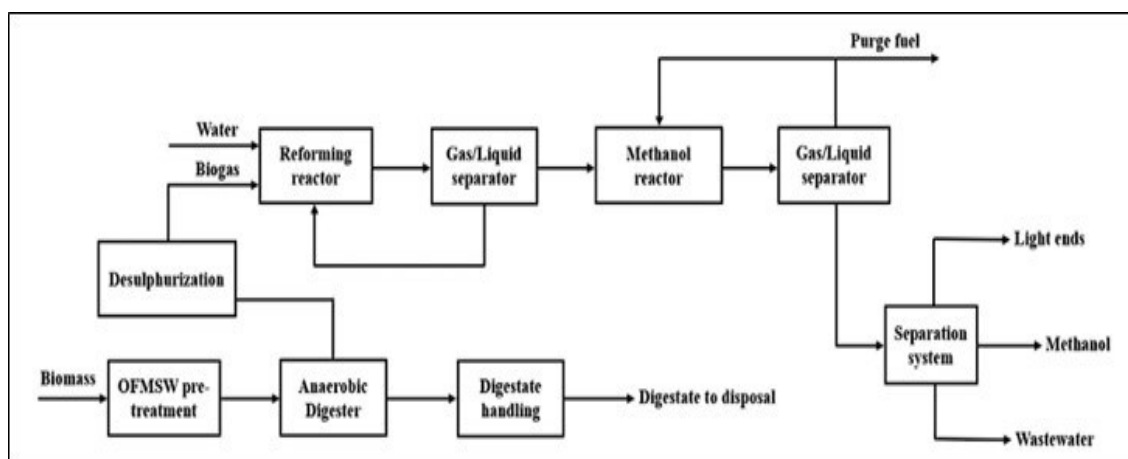 Purge fuel
Water
Reforming
reactor
Gas/Liquid
separator
Methanol
reactor
Gas/Liquid
separator
Biogas
Desulphurization
Light ends
Separation
system
Methanol
Biomass
OFMSW pre-
treatment
Anaerobic
Digester
Digestate
handling
Digestate to disposal
Wastewater